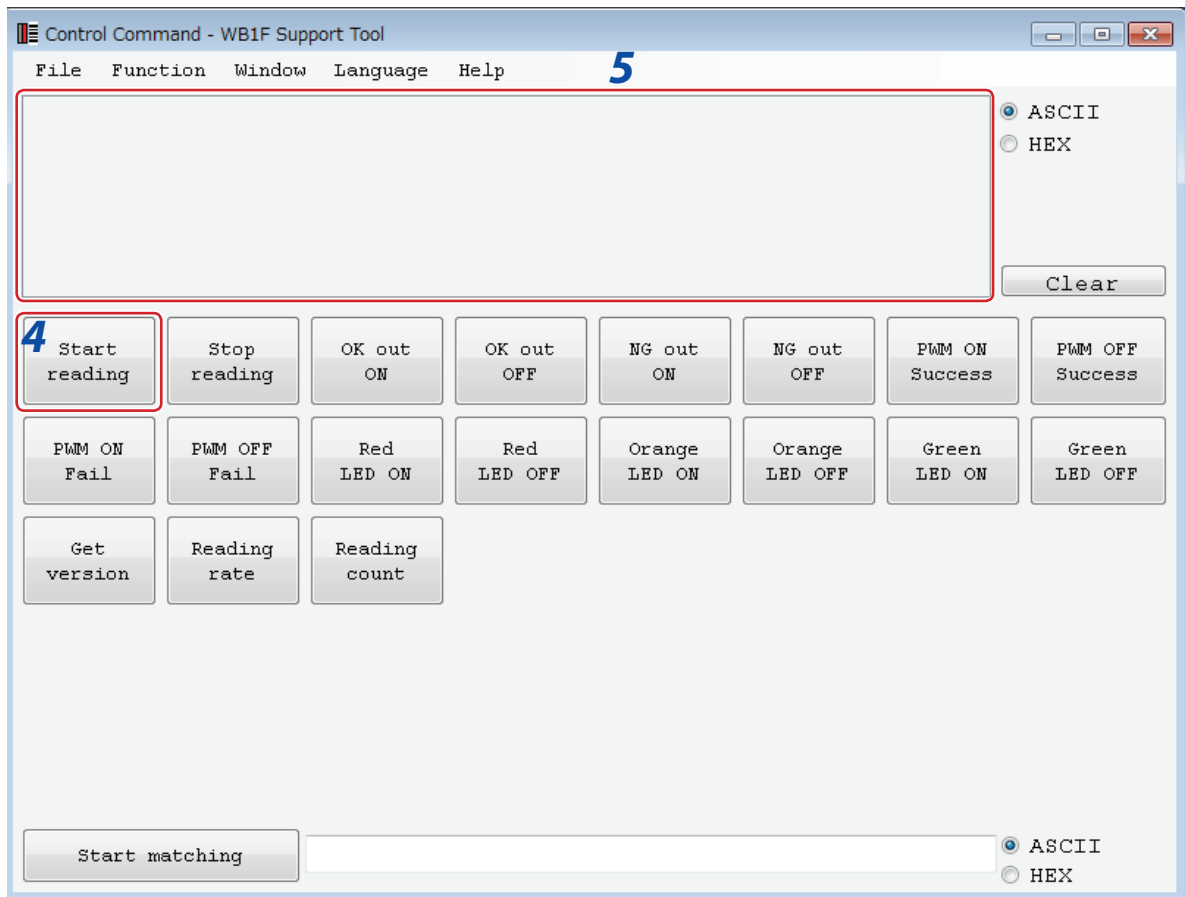 Control Command - WB1F Support Tool
File Function Window Language Help
5
ASCII
HEX
Clear
4
Start
reading
Stop
reading
OK out
ON
OK out
OFF
NG out
ON
NG out
OFF
PWM ON
Success
PWM OFF
Success
PWM ON
Fail
PWM OFF
Fail
Red
LED ON
Red
LED OFF
Orange
LED ON
Orange
LED OFF
Green
LED ON
Green
LED OFF
Get
version
Reading
rate
Reading
count
Start matching
ASCII
HEX